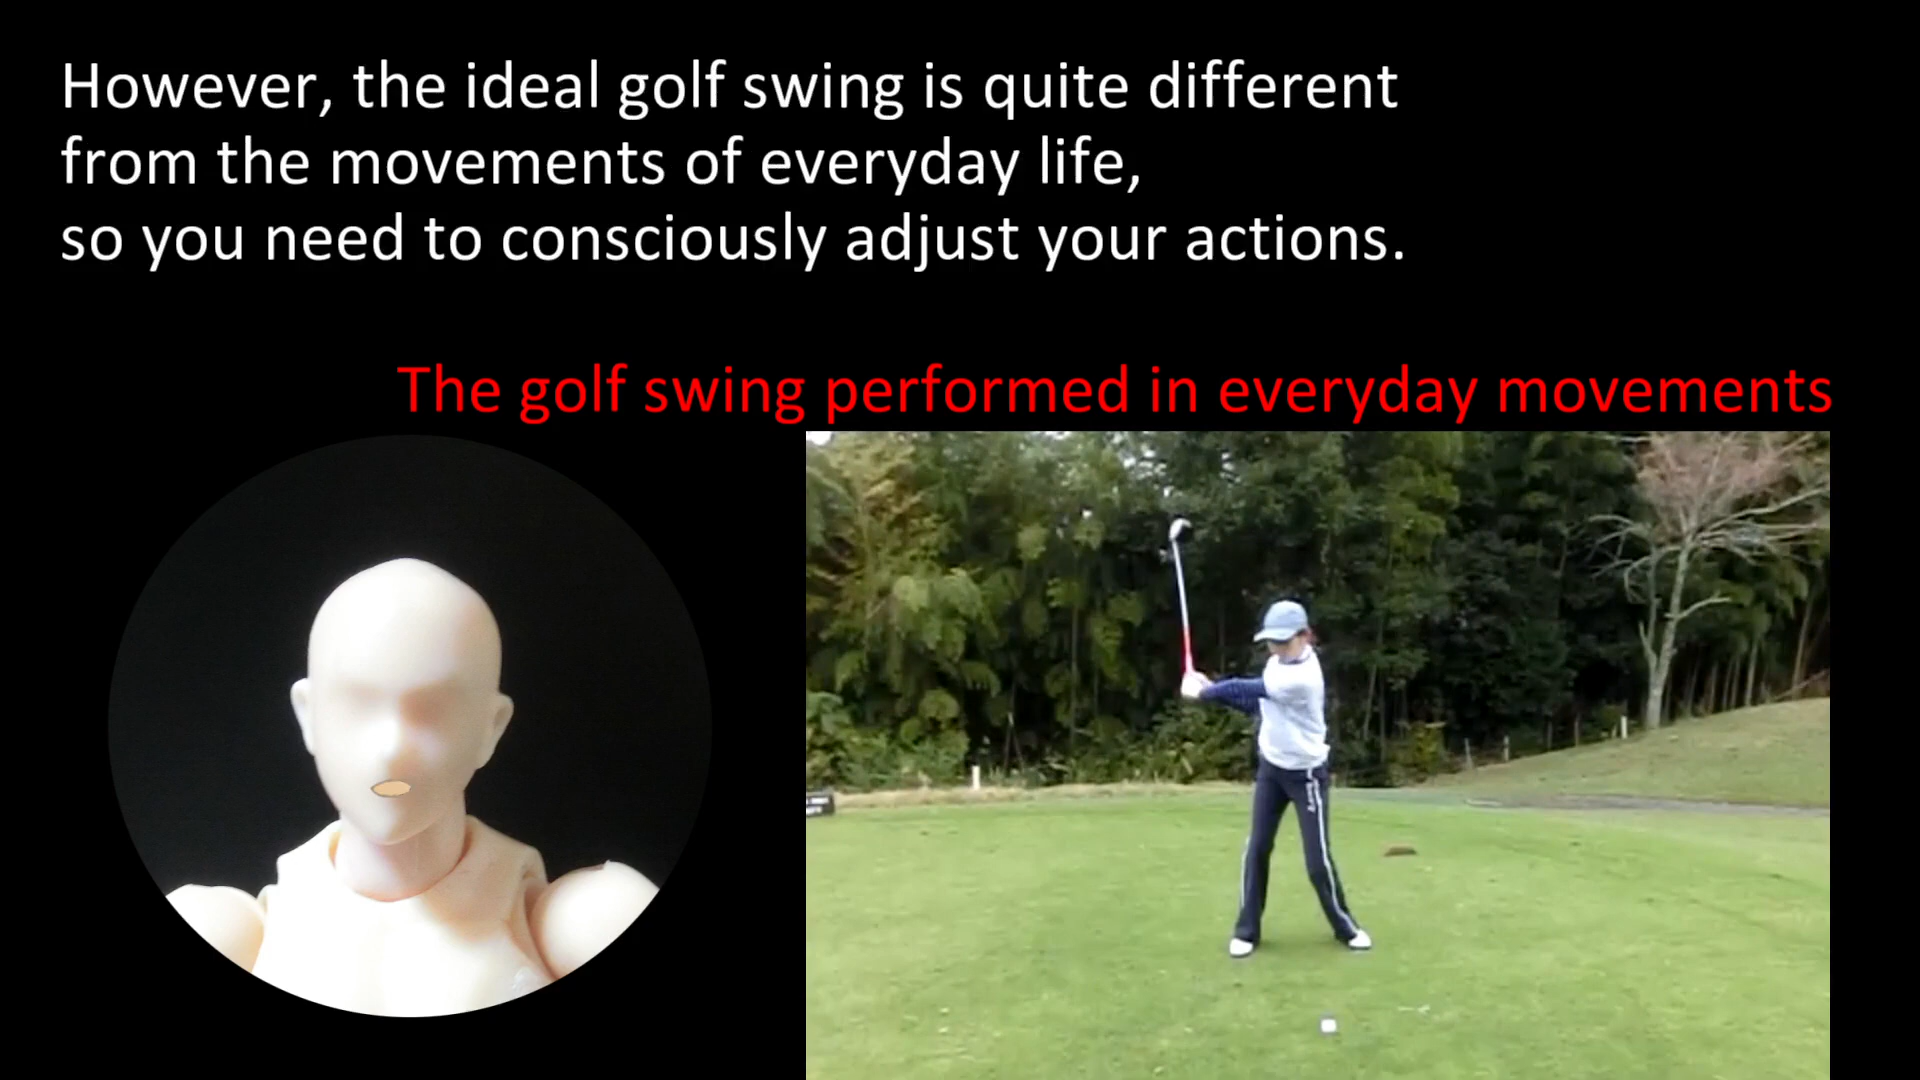 However, the ideal golf swing is quite different
from the movements of everyday life,
so you need to consciously adjust your actions.
The golf swing performed in everyday movements